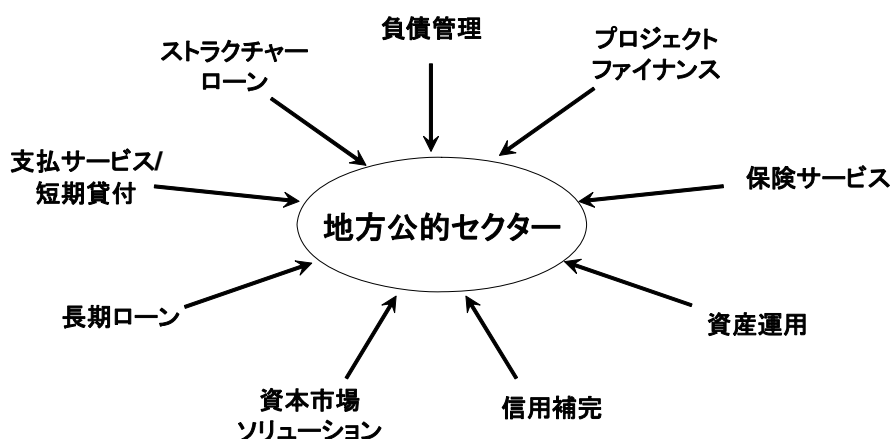 負債管理
プロジェクト
ファイナンス
ストラクチャー
ローン
支払サービス/
短期貸付
保険サービス
地方公的セクター
長期ローン
資産運用
資本市場
ソリューション
信用補完